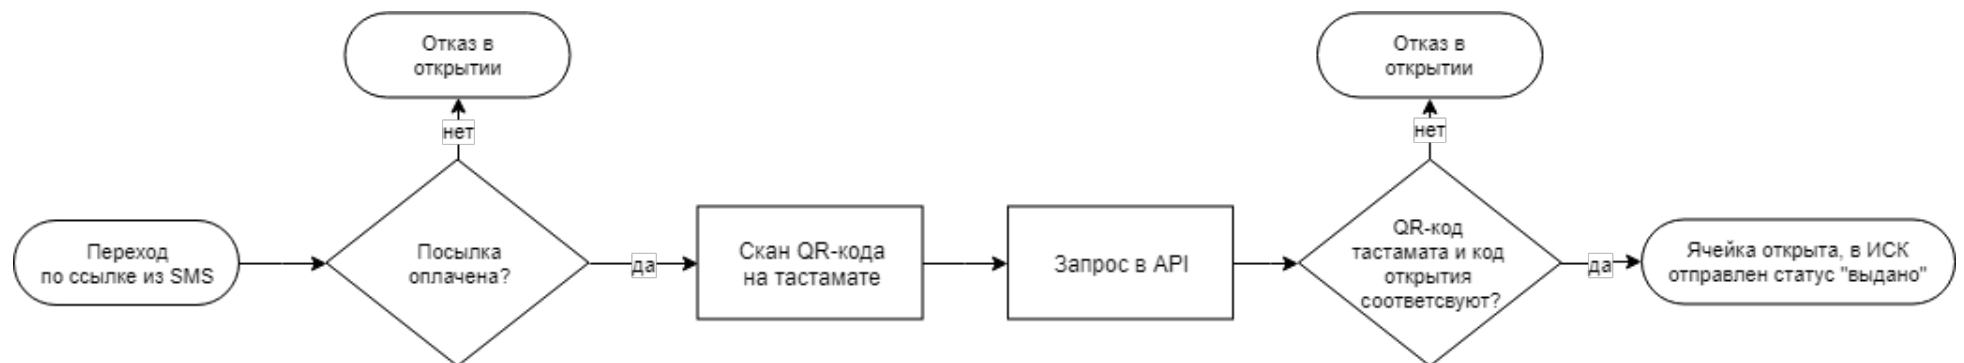 Отказ в
открытии
Отказ в
открытии
нет
нет
Переход
по ссылке из SMS
Посылка
оплачена?
да
Скан QR-кода
на тастамате
Запрос в API
QR-код
тастамата и код
открытия
соответсвуют?
да
Ячейка открыта, в ИСК
отправлен статус "выдано"